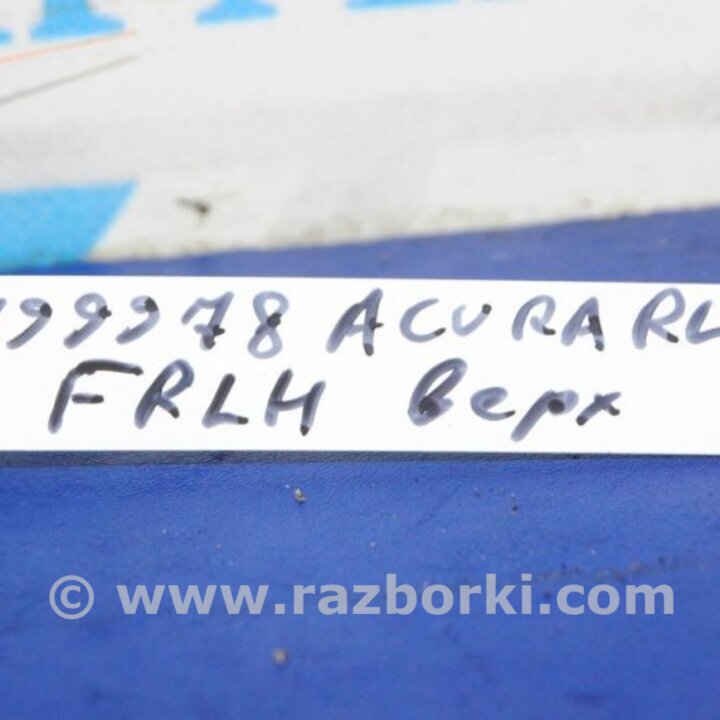 99978 ACURA RL
FRLH верх
© www.razborki.com